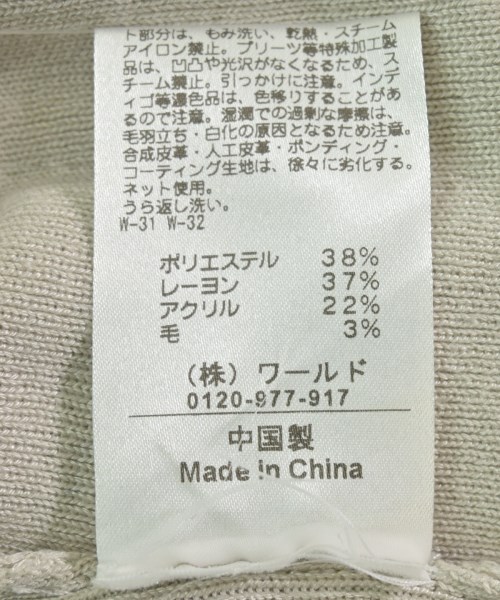 ト部分は、もみ洗い、乾熱・スチーム
アイロン禁止。プリーツ等特殊加工製
品は、凹凸や光沢がなくなるため、ス
チーム禁止。引っかけに注意。インデ
ィゴ等濃色品は、色移りすることがあ
るので注意。湿潤での過剰な摩擦は、
毛羽立ち・白化の原因となるため注意。
合成皮革・人工皮革・ボンディング・
コーティング生地は、徐々に劣化する。
ネット使用。
うら返し洗い。
W-31 W-32
ポリエステル 38%
レーヨン 37%
アクリル 22%
毛 3%
（株）ワールド
0120-977-917
中国製
Made in China